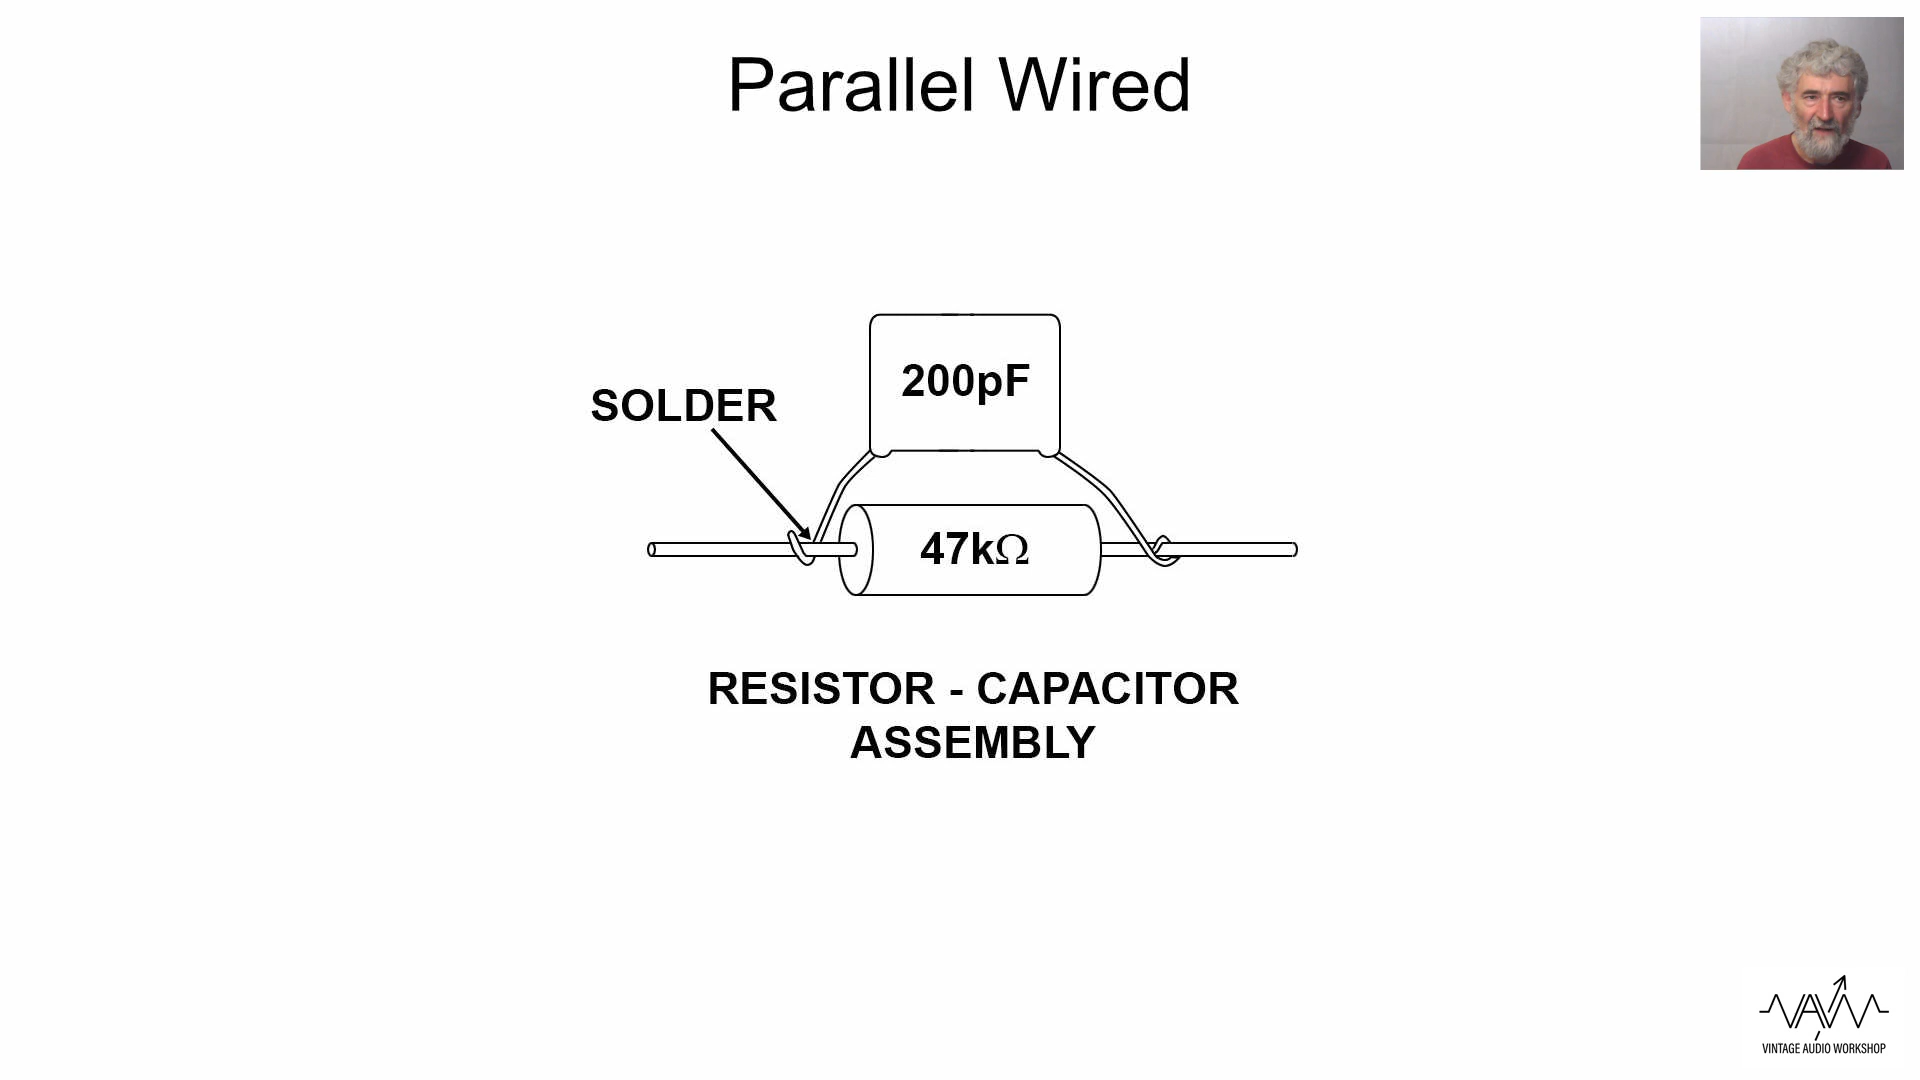 Parallel Wired
200pF
SOLDER
47kΩ
RESISTOR - CAPACITOR
ASSEMBLY
VINTAGE AUDIO WORKSHOP